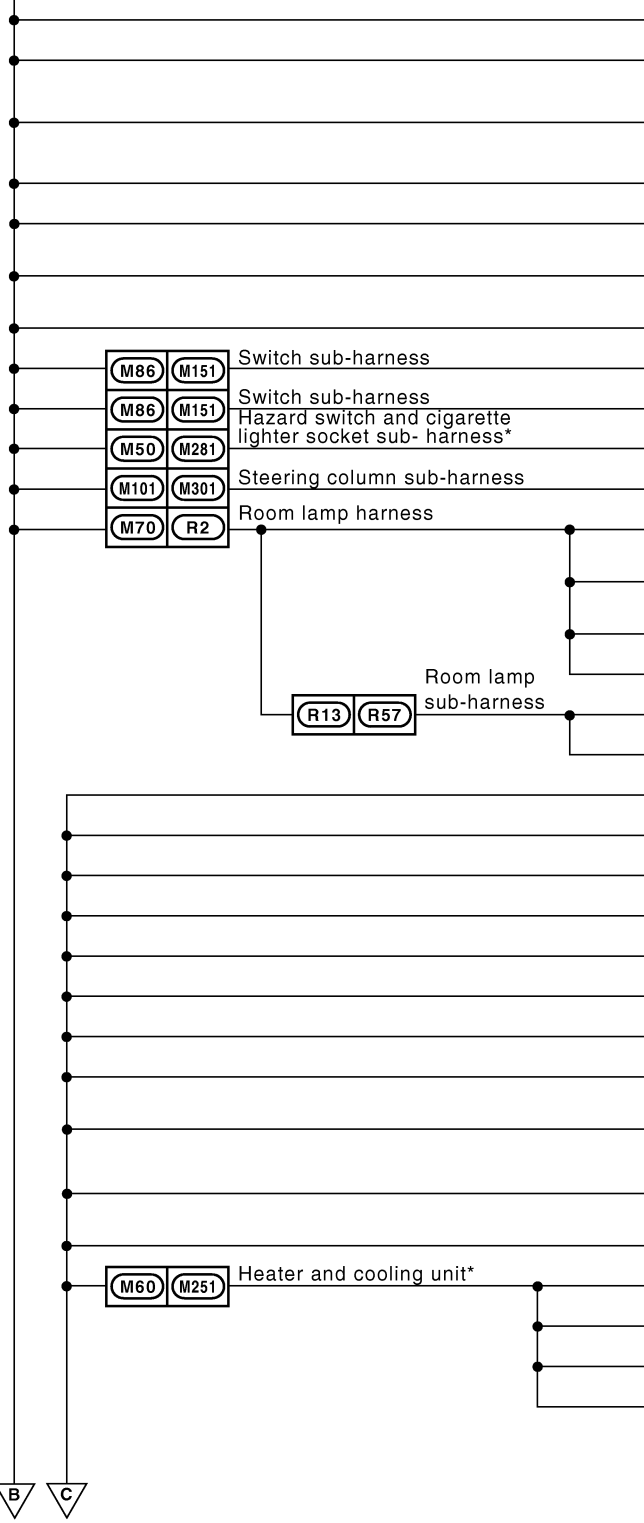 M86 M151 Switch sub-harness
M86 M151 Switch sub-harness
Hazard switch and cigarette
M50 M281 lighter socket sub- harness*
M101 M301 Steering column sub-harness
M70 R2 Room lamp harness
Room lamp
R13 R57 sub-harness
M60 M251 Heater and cooling unit*
B C